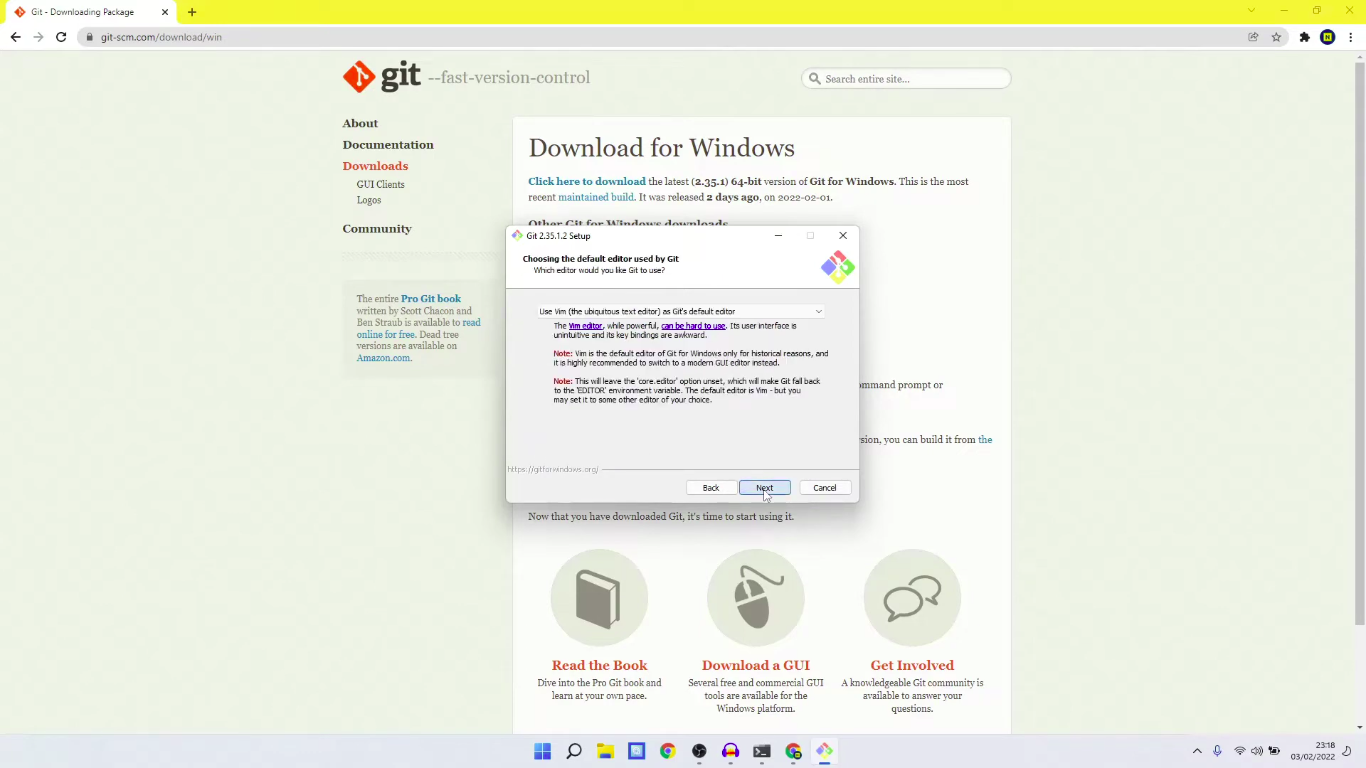 Git - Downloading Package
git-scm.com/download/win
git --fast-version-control
Search entire site...
About
Documentation
Downloads
GUI Clients
Logos
Community
The entire Pro Git book
written by Scott Chacon and
Ben Straub is available to read
online for free. Dead tree
versions are available on
Amazon.com.
Download for Windows
Click here to download the latest (2.35.1) 64-bit version of Git for Windows. This is the most
recent maintained build. It was released 2 days ago, on 2022-02-01.
Other Git for Windows downloads
Git 2.35.1.2 Setup
Choosing the default editor used by Git
Which editor would you like Git to use?
Use Vim (the ubiquitous text editor) as Git's default editor
The Vim editor, while powerful, can be hard to use. Its user interface is
unintuitive and its key bindings are awkward.
Note: Vim is the default editor of Git for Windows only for historical reasons, and
it is highly recommended to switch to a modern GUI editor instead.
Note: This will leave the 'core.editor' option unset, which will make Git fall back
to the 'EDITOR' environment variable. The default editor is Vim - but you
may set it to some other editor of your choice.
https://gitforwindows.org/
Back
Next
Cancel
ommand prompt or
sion, you can build it from the
Now that you have downloaded Git, it's time to start using it.
Read the Book
Dive into the Pro Git book and
learn at your own pace.
Download a GUI
Several free and commercial GUI
tools are available for the
Windows platform.
Get Involved
A knowledgeable Git community is
available to answer your
questions.
23:18
03/02/2022